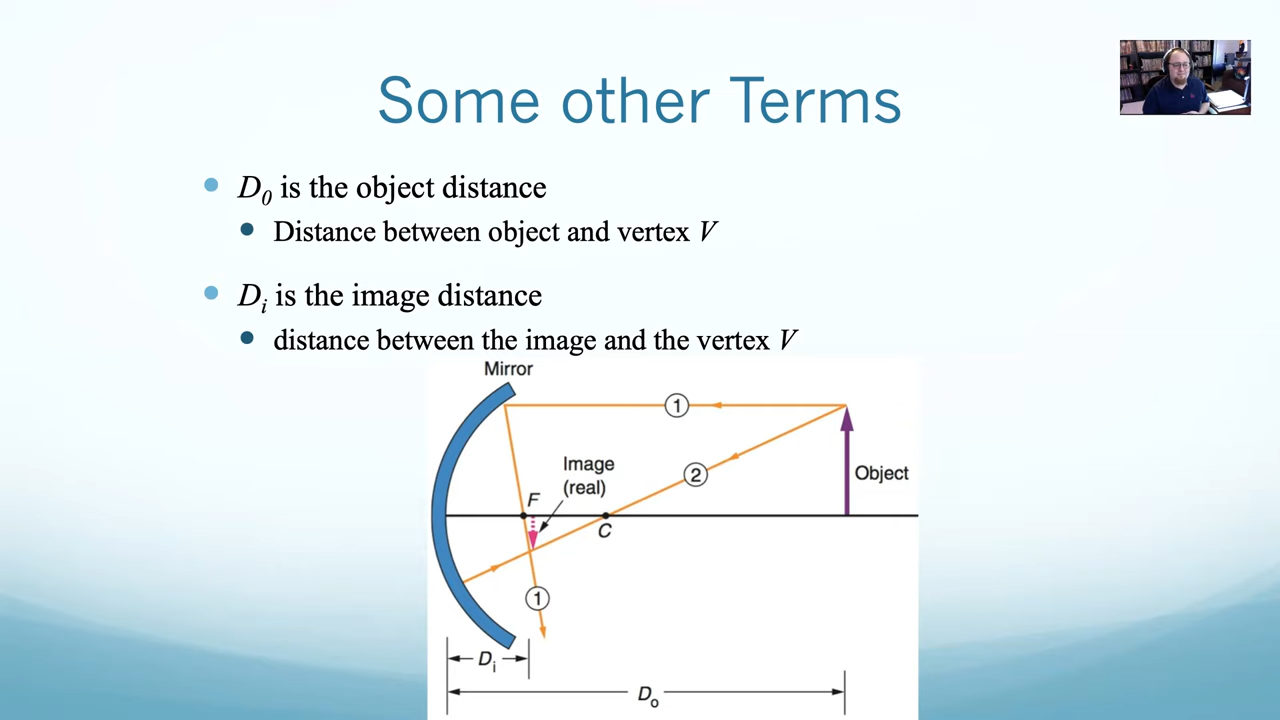 Some other Terms
D₀ is the object distance
Distance between object and vertex V
Dᵢ is the image distance
distance between the image and the vertex V
Mirror
1
2
Image
(real)
Object
F
C
1
Dᵢ
Dₒ